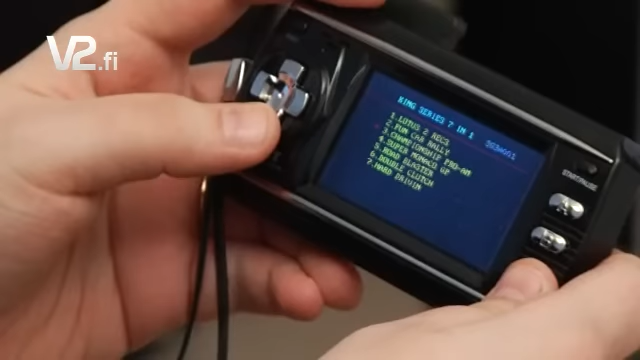 V2.fi
KING SERIES 7 IN 1
1.LOTUS 2 RECS
2.FUN CAR RALLY
3.CHAMPIONSHIP PRO-AM
4.SUPER MONACO GP
5.ROAD BLASTER
6.DOUBLE CLUTCH
7.HARD DRIVIN
START/PAUSE